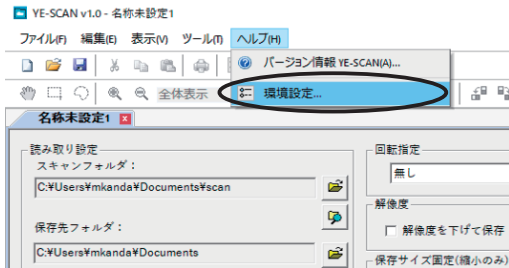 YE-SCAN v1.0 - 名称未設定1
ファイル(F) 編集(E) 表示(V) ツール(T) ヘルプ(H)
バージョン情報 YE-SCAN(A)...
全体表示
環境設定...
名称未設定1
読み取り設定
スキャンフォルダ：
C:¥Users¥mkanda¥Documents¥scan
保存先フォルダ：
C:¥Users¥mkanda¥Documents
回転指定
無し
解像度
解像度を下げて保存
保存サイズ固定(縮小のみ)